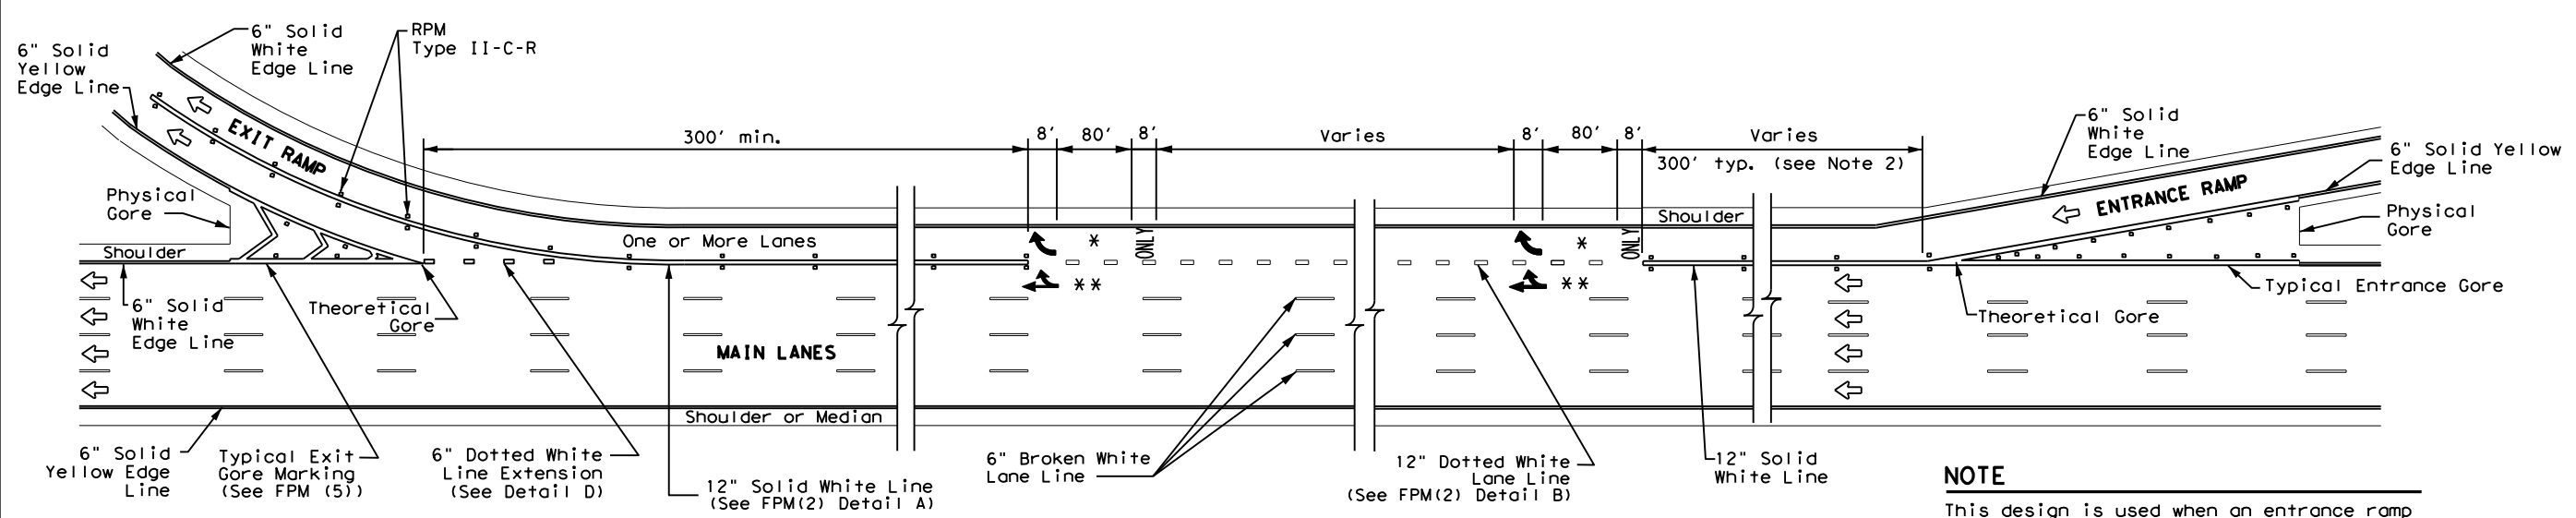 6" Solid
White
Edge Line
RPM
Type II-C-R
6" Solid
Yellow
Edge Line
EXIT RAMP
300' min.
8'
80'
8'
Varies
8'
80'
8'
Varies
300' typ. (see Note 2)
6" Solid
White
Edge Line
6" Solid Yellow
Edge Line
ENTRANCE RAMP
Physical
Gore
Physical
Gore
Shoulder
Shoulder
One or More Lanes
*
ONLY
*
ONLY
**
**
6" Solid
White
Edge Line
Theoretical
Gore
Typical Entrance Gore
Theoretical Gore
MAIN LANES
Shoulder or Median
6" Solid
Yellow Edge
Line
Typical Exit
Gore Marking
(See FPM (5))
6" Dotted White
Line Extension
(See Detail D)
12" Solid White Line
(See FPM(2) Detail A)
6" Broken White
Lane Line
12" Dotted White
Lane Line
(See FPM(2) Detail B)
12" Solid
White Line
NOTE
This design is used when an entrance ramp